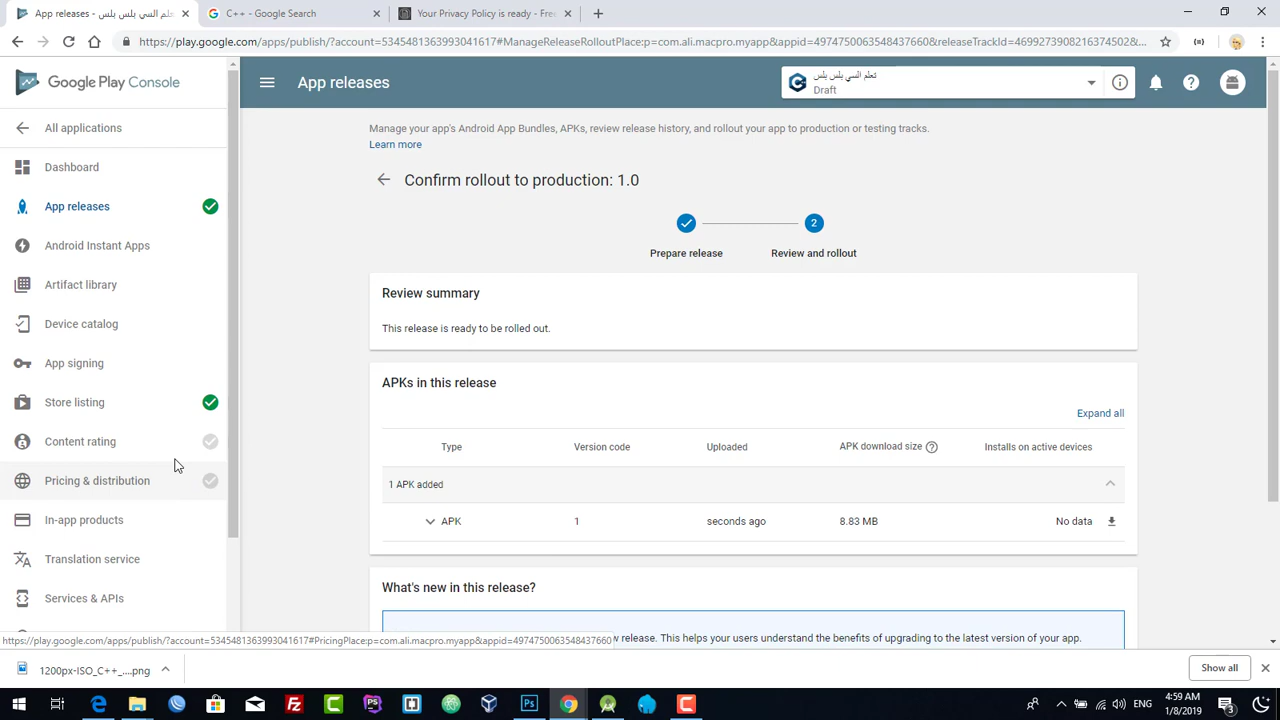 App releases - تعلم السي بلس بلس
C++ - Google Search
Your Privacy Policy is ready - Free
https://play.google.com/apps/publish/?account=5345481363993041617#ManageReleaseRolloutPlace:p=com.ali.macpro.myapp&appid=4974750063548437660&releaseTrackId=4699273908216374502&...
Google Play Console
App releases
تعلم السي بلس بلس
Draft
All applications
Dashboard
App releases
Android Instant Apps
Artifact library
Device catalog
App signing
Store listing
Content rating
Pricing & distribution
In-app products
Translation service
Services & APIs
Manage your app's Android App Bundles, APKs, review release history, and rollout your app to production or testing tracks.
Learn more
Confirm rollout to production: 1.0
2
Prepare release
Review and rollout
Review summary
This release is ready to be rolled out.
APKs in this release
Expand all
Type Version code Uploaded APK download size Installs on active devices
1 APK added
APK 1 seconds ago 8.83 MB No data
What's new in this release?
w release. This helps your users understand the benefits of upgrading to the latest version of your app.
https://play.google.com/apps/publish/?account=5345481363993041617#PricingPlace:p=com.ali.macpro.myapp&appid=4974750063548437660
1200px-ISO_C++_....png
Show all
ENG
4:59 AM
1/8/2019
3